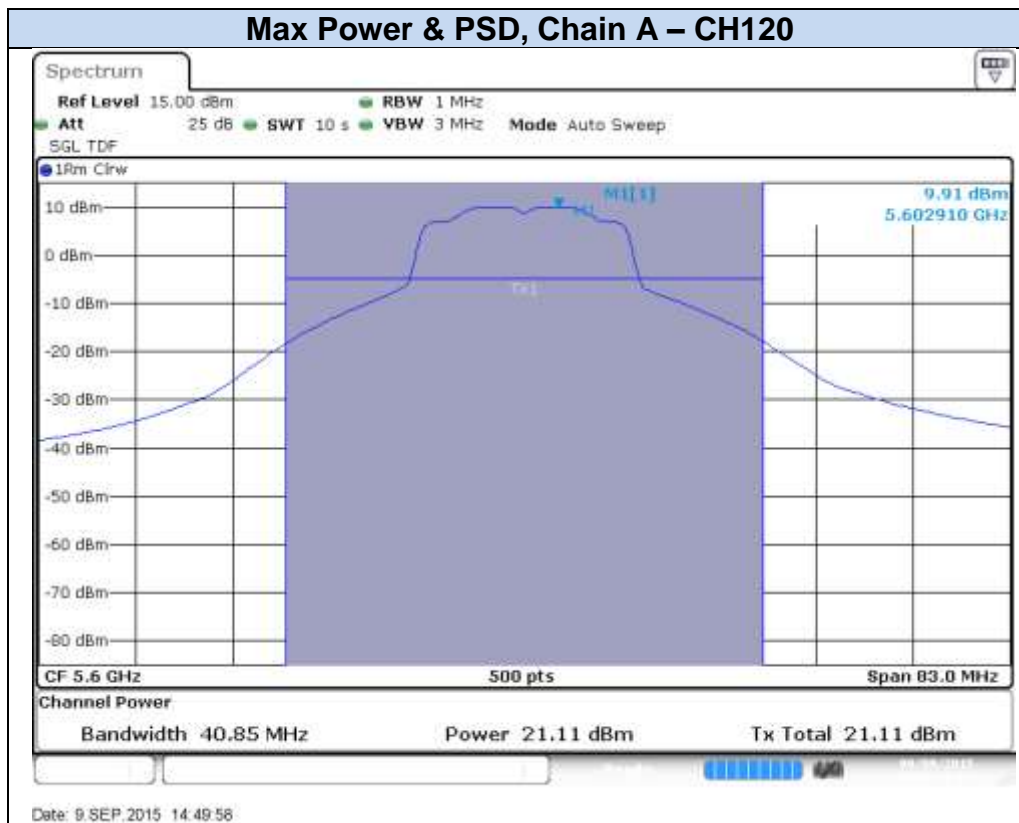 Max Power & PSD, Chain A – CH120
Spectrum
Ref Level 15.00 dBm RBW 1 MHz
Att 25 dB SWT 10 s VBW 3 MHz Mode Auto Sweep
SGL TDF
1Rm Clrw
M1[1] 9.91 dBm
5.602910 GHz
10 dBm
M1
0 dBm
Tx1
-10 dBm
-20 dBm
-30 dBm
-40 dBm
-50 dBm
-60 dBm
-70 dBm
-80 dBm
CF 5.6 GHz 500 pts Span 83.0 MHz
Channel Power
Bandwidth 40.85 MHz Power 21.11 dBm Tx Total 21.11 dBm
Date: 9.SEP.2015 14:49:58